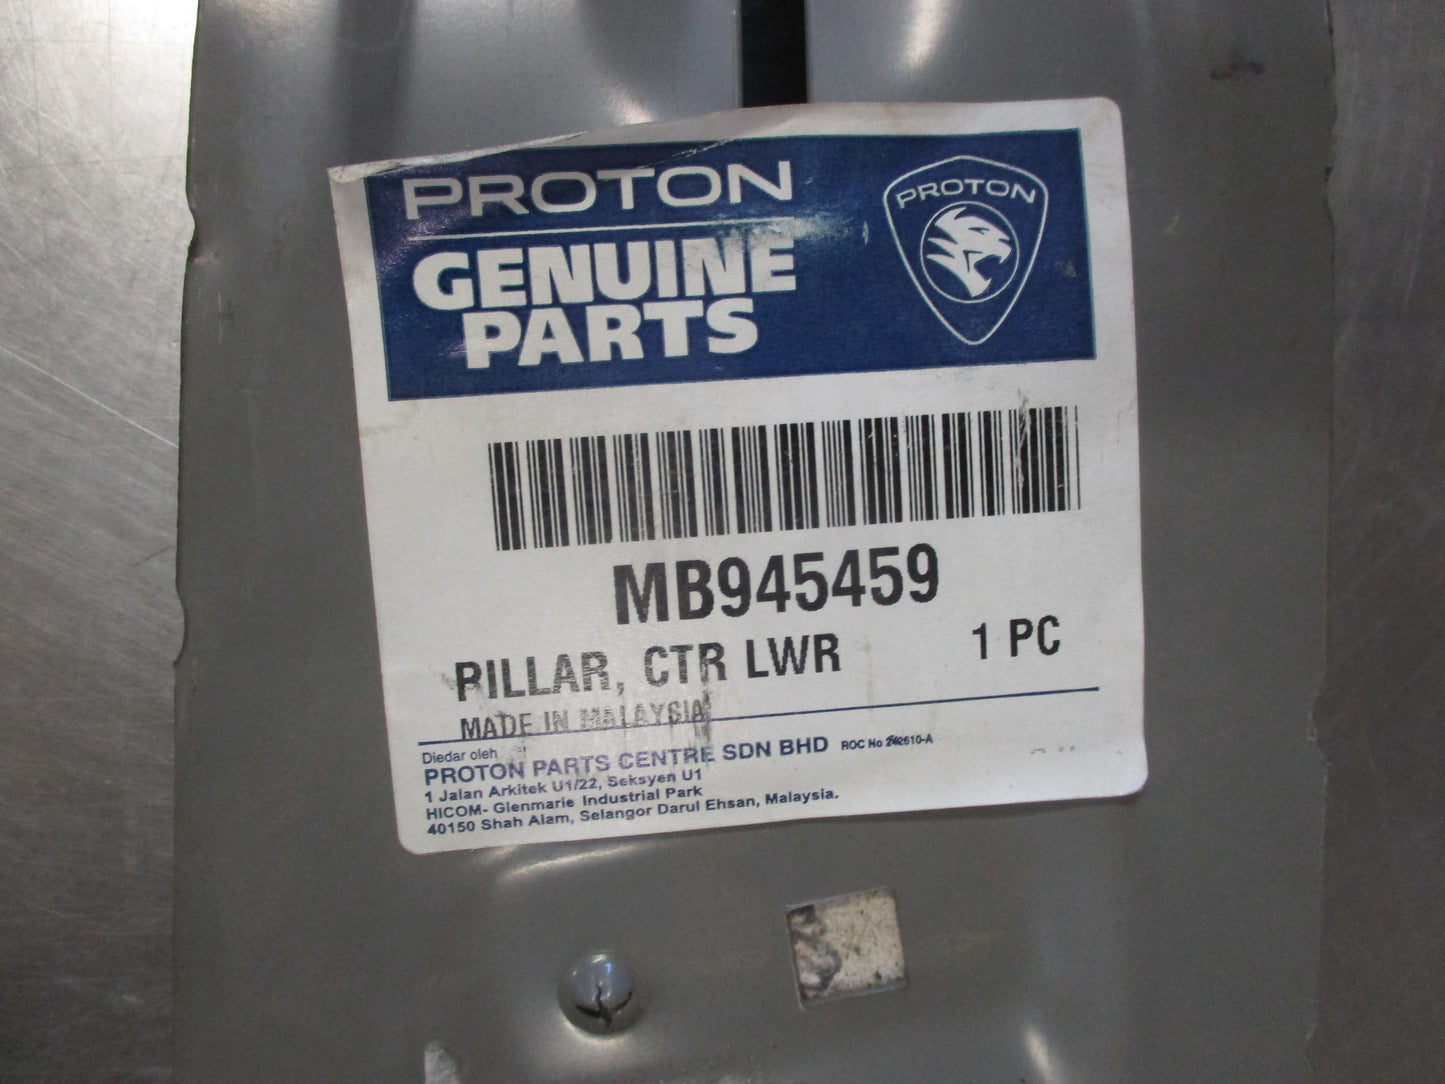 PROTON
GENUINE
PARTS
PROTON
MB945459
PILLAR, CTR LWR 1 PC
MADE IN MALAYSIA
Diedar oleh
PROTON PARTS CENTRE SDN BHD ROC No
1 Jalan Arkitek U1/22, Seksyen U1
HICOM- Glenmarie Industrial Park
40150 Shah Alam, Selangor Darul Ehsan, Malaysia.